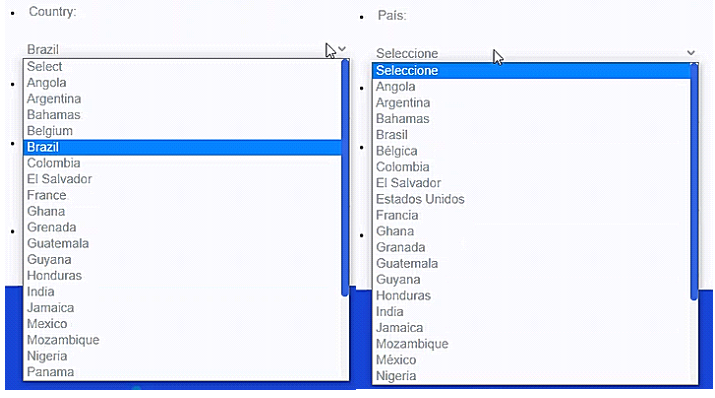 Country:
Brazil
Select
Angola
Argentina
Bahamas
Belgium
Brazil
Colombia
El Salvador
France
Ghana
Grenada
Guatemala
Guyana
Honduras
India
Jamaica
Mexico
Mozambique
Nigeria
Panama
País:
Seleccione
Seleccione
Angola
Argentina
Bahamas
Brasil
Bélgica
Colombia
El Salvador
Estados Unidos
Francia
Ghana
Granada
Guatemala
Guyana
Honduras
India
Jamaica
Mozambique
México
Nigeria